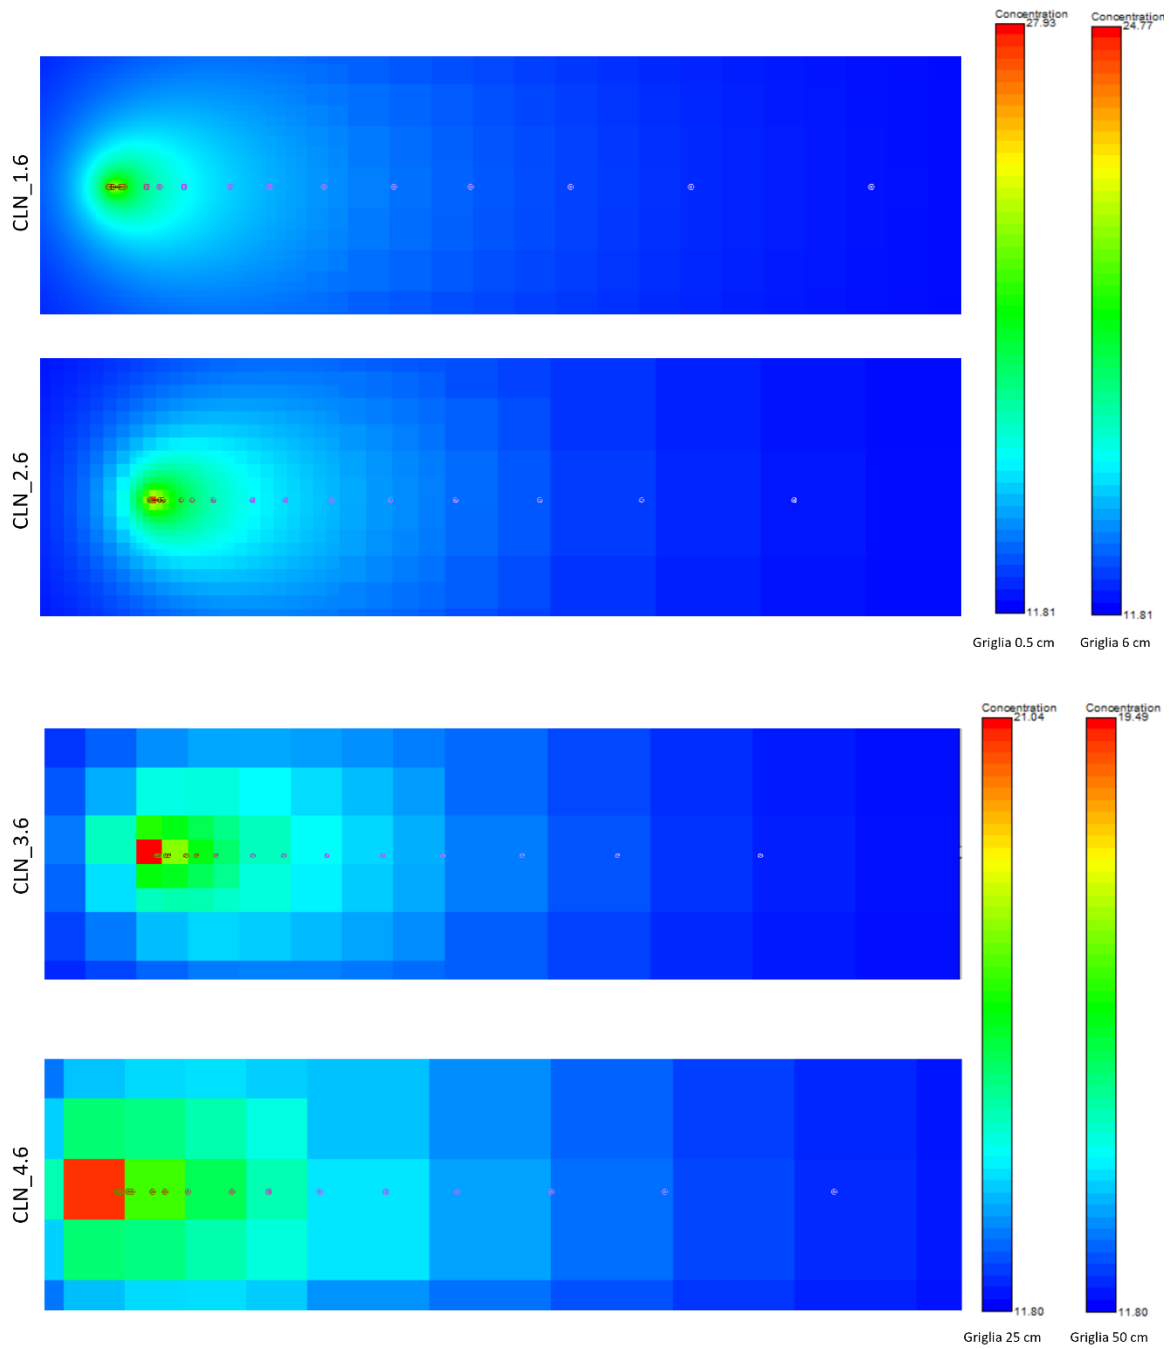 Concentration
27.93
Concentration
24.77
CLN_1.6
CLN_2.6
11.81
11.81
Griglia 0.5 cm
Griglia 6 cm
Concentration
21.04
Concentration
19.49
CLN_3.6
CLN_4.6
11.80
11.80
Griglia 25 cm
Griglia 50 cm